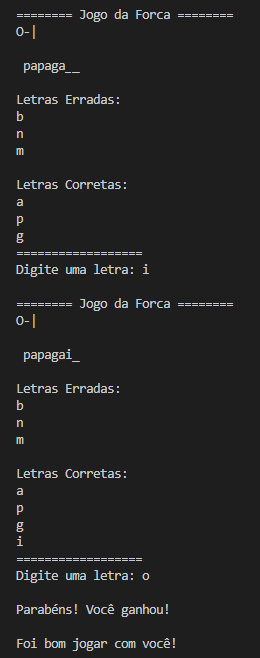 ======== Jogo da Forca ========
O-|
papaga__
Letras Erradas:
b
n
m
Letras Corretas:
a
p
g
==================
Digite uma letra: i
======== Jogo da Forca ========
O-|
papagai_
Letras Erradas:
b
n
m
Letras Corretas:
a
p
g
i
==================
Digite uma letra: o
Parabéns! Você ganhou!
Foi bom jogar com você!